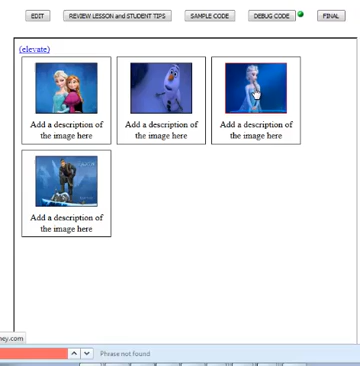 EDIT REVIEW LESSON and STUDENT TIPS SAMPLE CODE DEBUG CODE FINAL
(elevate)
Add a description of
the image here
Add a description of
the image here
Add a description of
the image here
Add a description of
the image here
ney.com
Phrase not found